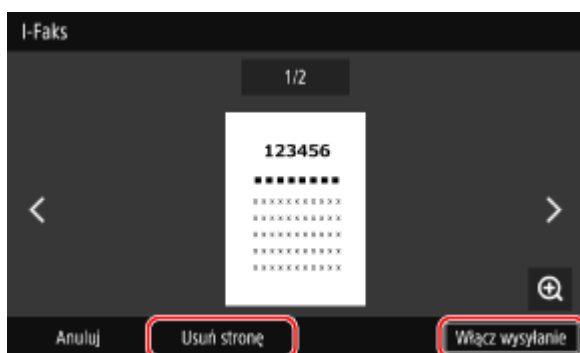 I-Faks
1/2
123456
Anuluj
Usuń stronę
Włącz wysyłanie